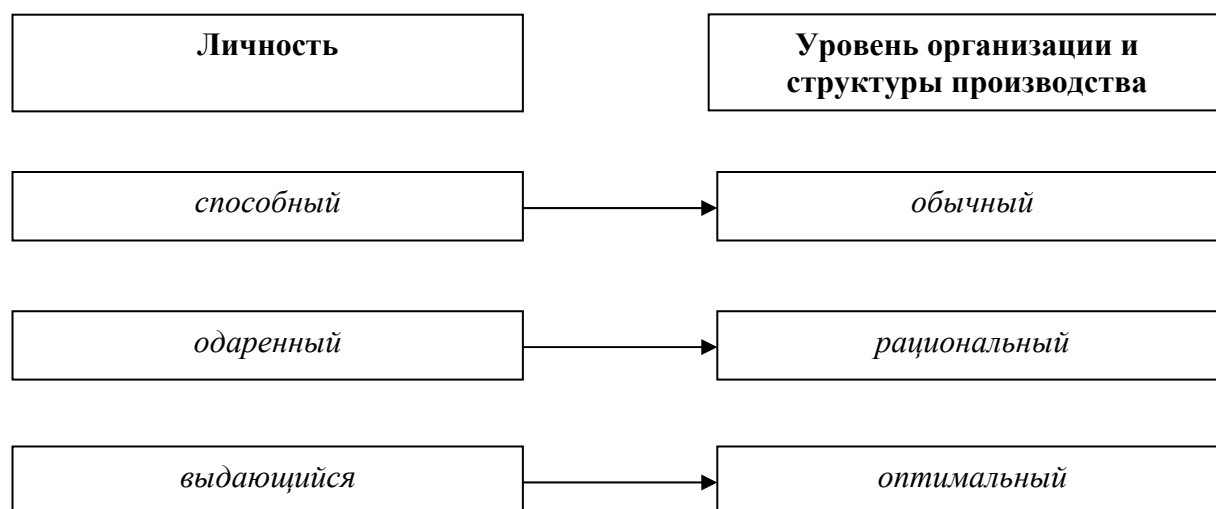 Личность
Уровень организации и
структуры производства
способный
обычный
одаренный
рациональный
выдающийся
оптимальный